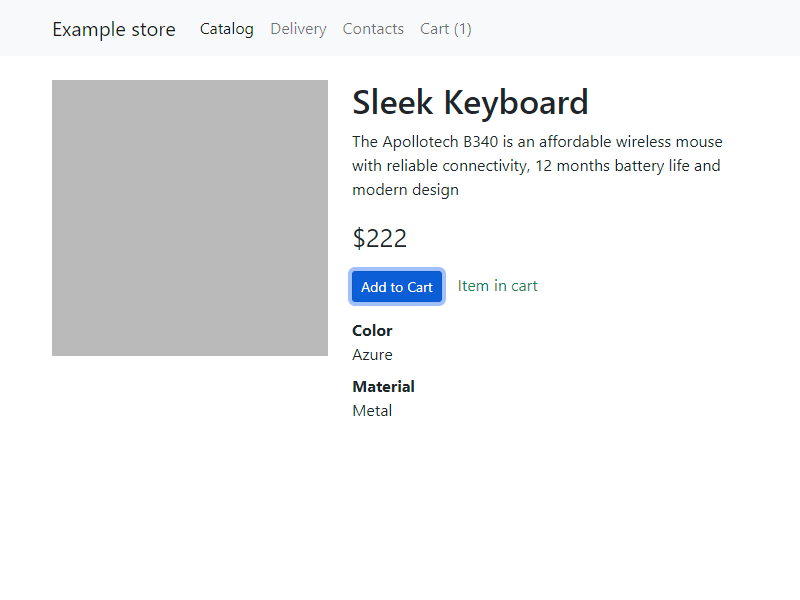 Example store Catalog Delivery Contacts Cart (1)
Sleek Keyboard
The Apollotech B340 is an affordable wireless mouse
with reliable connectivity, 12 months battery life and
modern design
$222
Add to Cart Item in cart
Color
Azure
Material
Metal